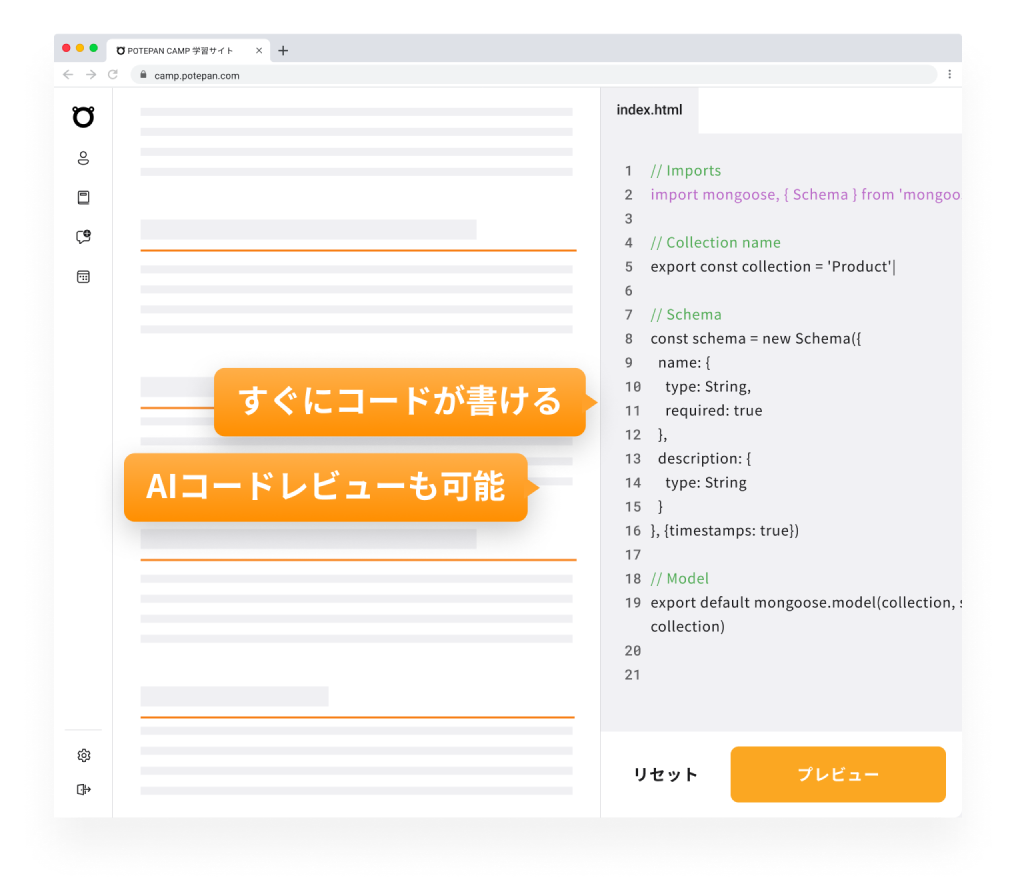 POTEPAN CAMP 学習サイト
camp.potepan.com
index.html
1 // Imports
2 import mongoose, { Schema } from 'mongoo
3
4 // Collection name
5 export const collection = 'Product'|
6
7 // Schema
8 const schema = new Schema({
9 name: {
10 type: String,
11 required: true
12 },
13 description: {
14 type: String
15 }
16 }, {timestamps: true})
17
18 // Model
19 export default mongoose.model(collection, s
collection)
20
21
すぐにコードが書ける
AIコードレビューも可能
リセット
プレビュー